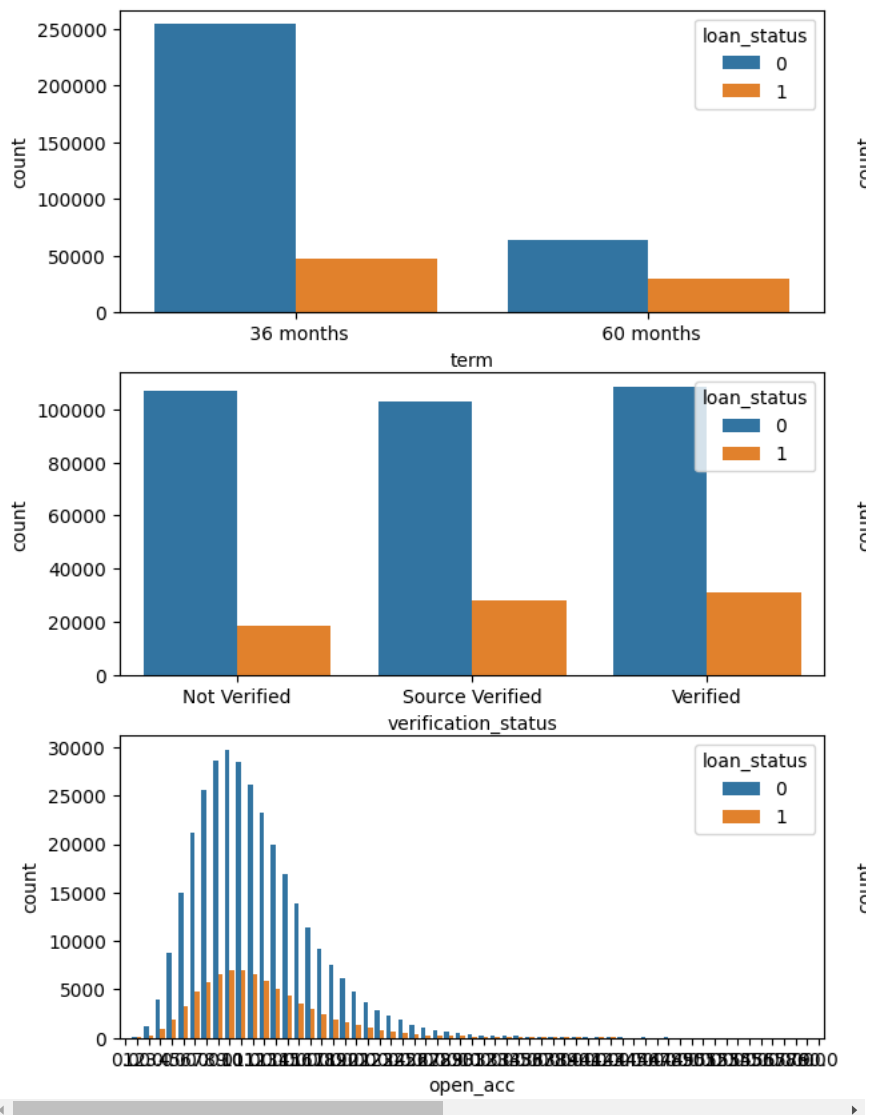 250000
200000
150000
100000
50000
0
count
loan_status
0
1
36 months
60 months
term
count
100000
80000
60000
40000
20000
0
count
loan_status
0
1
Not Verified
Source Verified
Verified
verification_status
count
30000
25000
20000
15000
10000
5000
0
count
loan_status
0
1
open_acc
count